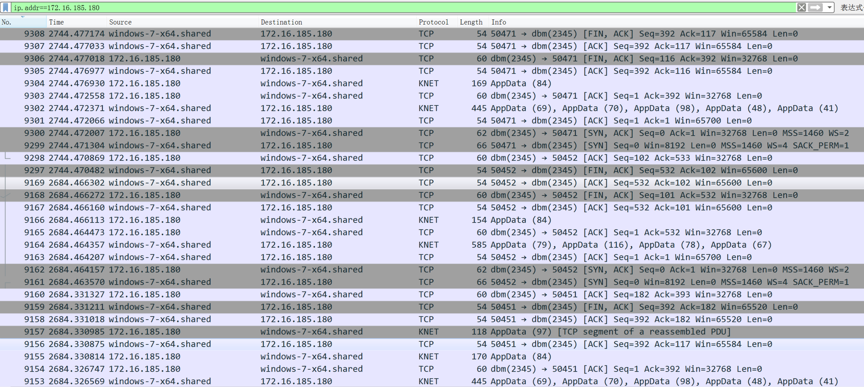 ip.addr==172.16.185.180 表达式
No. Time Source Destination Protocol Length Info
9308 2744.477174 windows-7-x64.shared 172.16.185.180 TCP 54 50471 → dbm(2345) [FIN, ACK] Seq=392 Ack=117 Win=65584 Len=0
9307 2744.477033 windows-7-x64.shared 172.16.185.180 TCP 54 50471 → dbm(2345) [ACK] Seq=392 Ack=117 Win=65584 Len=0
9306 2744.477018 172.16.185.180 windows-7-x64.shared TCP 60 dbm(2345) → 50471 [FIN, ACK] Seq=116 Ack=392 Win=32768 Len=0
9305 2744.476977 windows-7-x64.shared 172.16.185.180 TCP 54 50471 → dbm(2345) [ACK] Seq=392 Ack=116 Win=65584 Len=0
9304 2744.476930 172.16.185.180 windows-7-x64.shared KNET 169 AppData (84)
9303 2744.472558 172.16.185.180 windows-7-x64.shared TCP 60 dbm(2345) → 50471 [ACK] Seq=1 Ack=392 Win=32768 Len=0
9302 2744.472371 windows-7-x64.shared 172.16.185.180 KNET 445 AppData (69), AppData (70), AppData (98), AppData (48), AppData (41)
9301 2744.472066 windows-7-x64.shared 172.16.185.180 TCP 54 50471 → dbm(2345) [ACK] Seq=1 Ack=1 Win=65700 Len=0
9300 2744.472007 172.16.185.180 windows-7-x64.shared TCP 62 dbm(2345) → 50471 [SYN, ACK] Seq=0 Ack=1 Win=32768 Len=0 MSS=1460 WS=2
9299 2744.471304 windows-7-x64.shared 172.16.185.180 TCP 66 50471 → dbm(2345) [SYN] Seq=0 Win=8192 Len=0 MSS=1460 WS=4 SACK_PERM=1
9298 2744.470869 172.16.185.180 windows-7-x64.shared TCP 60 dbm(2345) → 50452 [ACK] Seq=102 Ack=533 Win=32768 Len=0
9297 2744.470482 windows-7-x64.shared 172.16.185.180 TCP 54 50452 → dbm(2345) [FIN, ACK] Seq=532 Ack=102 Win=65600 Len=0
9169 2684.466302 windows-7-x64.shared 172.16.185.180 TCP 54 50452 → dbm(2345) [ACK] Seq=532 Ack=102 Win=65600 Len=0
9168 2684.466272 172.16.185.180 windows-7-x64.shared TCP 60 dbm(2345) → 50452 [FIN, ACK] Seq=101 Ack=532 Win=32768 Len=0
9167 2684.466160 windows-7-x64.shared 172.16.185.180 TCP 54 50452 → dbm(2345) [ACK] Seq=532 Ack=101 Win=65600 Len=0
9166 2684.466113 172.16.185.180 windows-7-x64.shared KNET 154 AppData (84)
9165 2684.464473 172.16.185.180 windows-7-x64.shared TCP 60 dbm(2345) → 50452 [ACK] Seq=1 Ack=532 Win=32768 Len=0
9164 2684.464357 windows-7-x64.shared 172.16.185.180 KNET 585 AppData (79), AppData (116), AppData (78), AppData (67)
9163 2684.464207 windows-7-x64.shared 172.16.185.180 TCP 54 50452 → dbm(2345) [ACK] Seq=1 Ack=1 Win=65700 Len=0
9162 2684.464157 172.16.185.180 windows-7-x64.shared TCP 62 dbm(2345) → 50452 [SYN, ACK] Seq=0 Ack=1 Win=32768 Len=0 MSS=1460 WS=2
9161 2684.463570 windows-7-x64.shared 172.16.185.180 TCP 66 50452 → dbm(2345) [SYN] Seq=0 Win=8192 Len=0 MSS=1460 WS=4 SACK_PERM=1
9160 2684.331327 172.16.185.180 windows-7-x64.shared TCP 60 dbm(2345) → 50451 [ACK] Seq=182 Ack=393 Win=32768 Len=0
9159 2684.331211 windows-7-x64.shared 172.16.185.180 TCP 54 50451 → dbm(2345) [FIN, ACK] Seq=392 Ack=182 Win=65520 Len=0
9158 2684.331018 windows-7-x64.shared 172.16.185.180 TCP 54 50451 → dbm(2345) [ACK] Seq=392 Ack=182 Win=65520 Len=0
9157 2684.330985 172.16.185.180 windows-7-x64.shared KNET 118 AppData (97) [TCP segment of a reassembled PDU]
9156 2684.330875 windows-7-x64.shared 172.16.185.180 TCP 54 50451 → dbm(2345) [ACK] Seq=392 Ack=117 Win=65584 Len=0
9155 2684.330814 172.16.185.180 windows-7-x64.shared KNET 170 AppData (84)
9154 2684.326747 172.16.185.180 windows-7-x64.shared TCP 60 dbm(2345) → 50451 [ACK] Seq=1 Ack=392 Win=32768 Len=0
9153 2684.326569 windows-7-x64.shared 172.16.185.180 KNET 445 AppData (69), AppData (70), AppData (98), AppData (48), AppData (41)